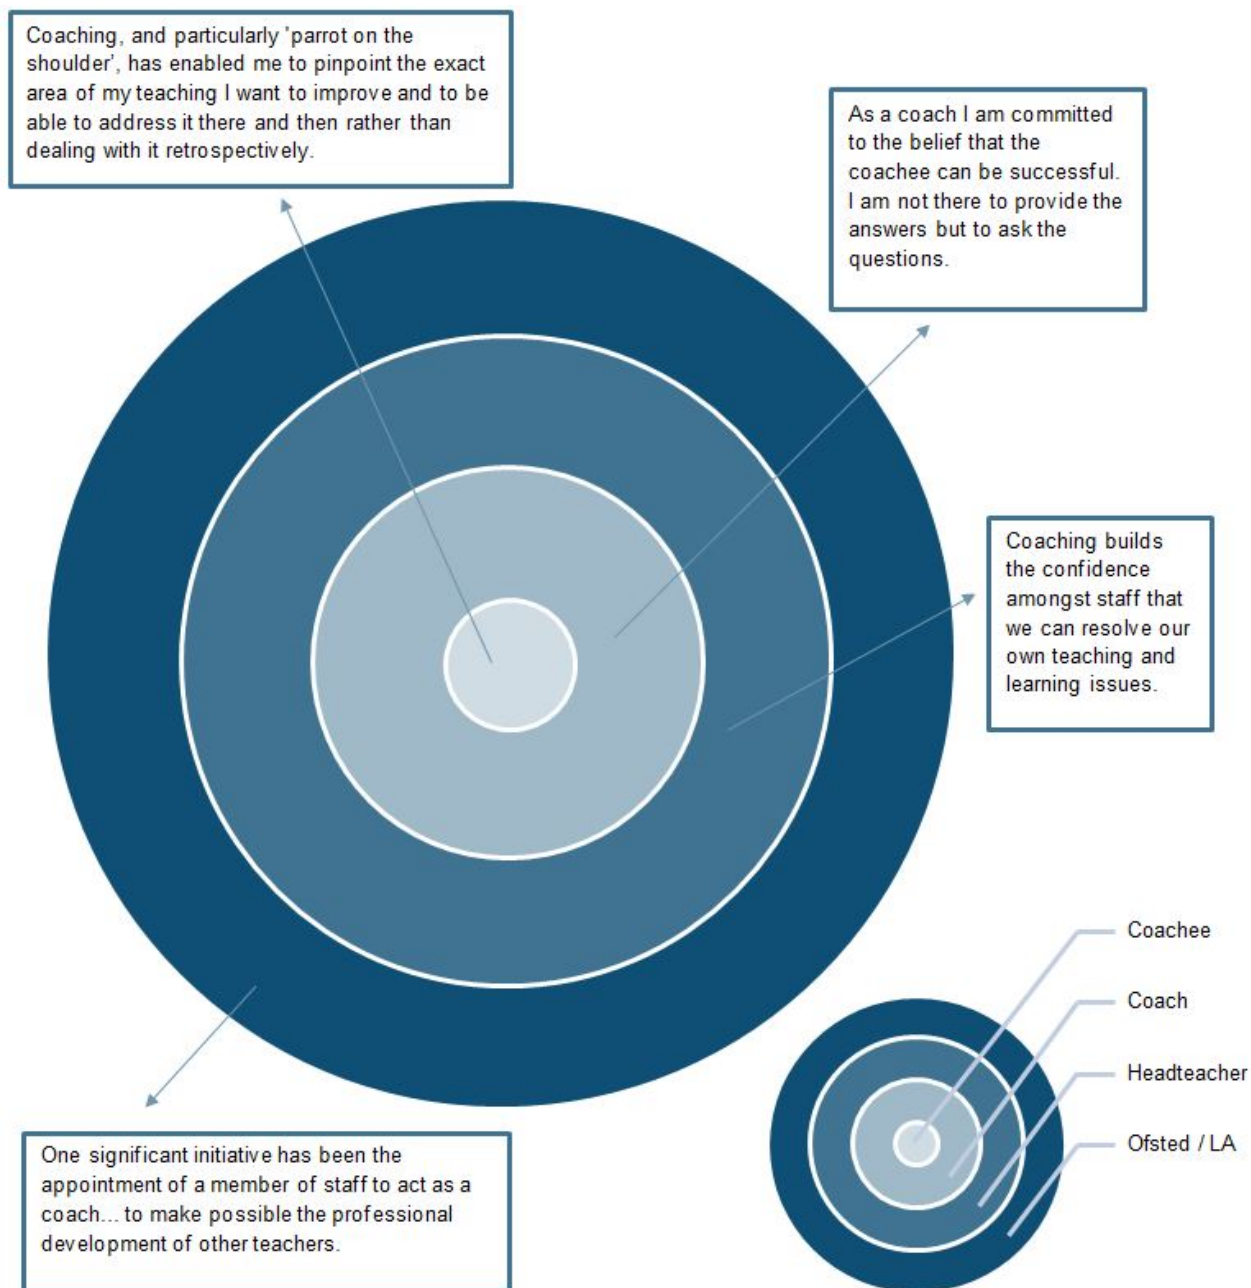 Coaching, and particularly 'parrot on the
shoulder', has enabled me to pinpoint the exact
area of my teaching I want to improve and to be
able to address it there and then rather than
dealing with it retrospectively.
As a coach I am committed
to the belief that the
coachee can be successful.
I am not there to provide the
answers but to ask the
questions.
Coaching builds
the confidence
amongst staff that
we can resolve our
own teaching and
learning issues.
One significant initiative has been the
appointment of a member of staff to act as a
coach... to make possible the professional
development of other teachers.
Coachee
Coach
Headteacher
Ofsted / LA